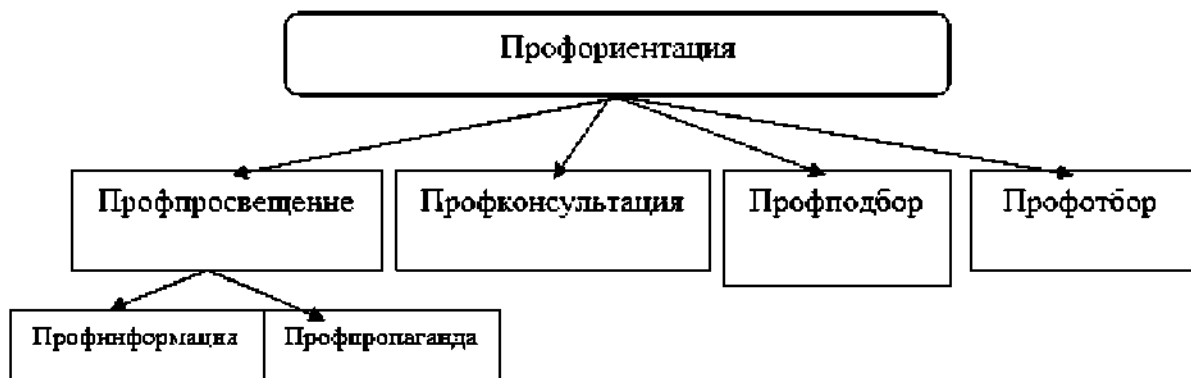 Профориентация
Профпросвещение
Профконсультация
Профподбор
Профотбор
Профинформация
Профпропаганда